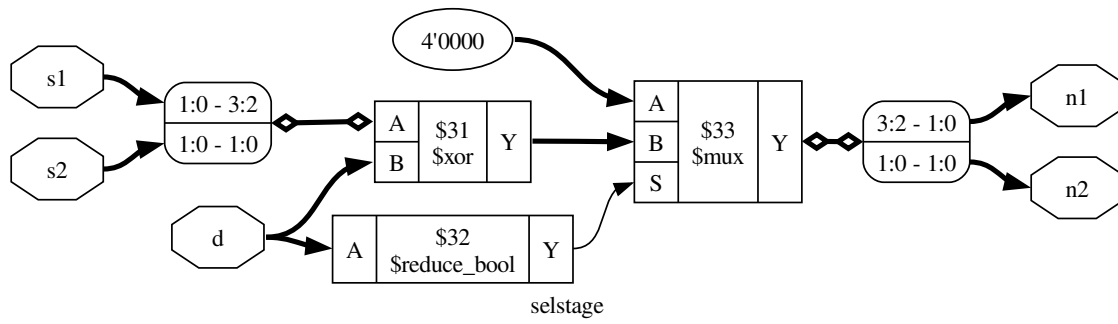 s1
s2
1:0 - 3:2
1:0 - 1:0
d
4'0000
A
B
$31
$xor
Y
A
$32
$reduce_bool
Y
A
B
S
$33
$mux
Y
3:2 - 1:0
1:0 - 1:0
n1
n2
selstage